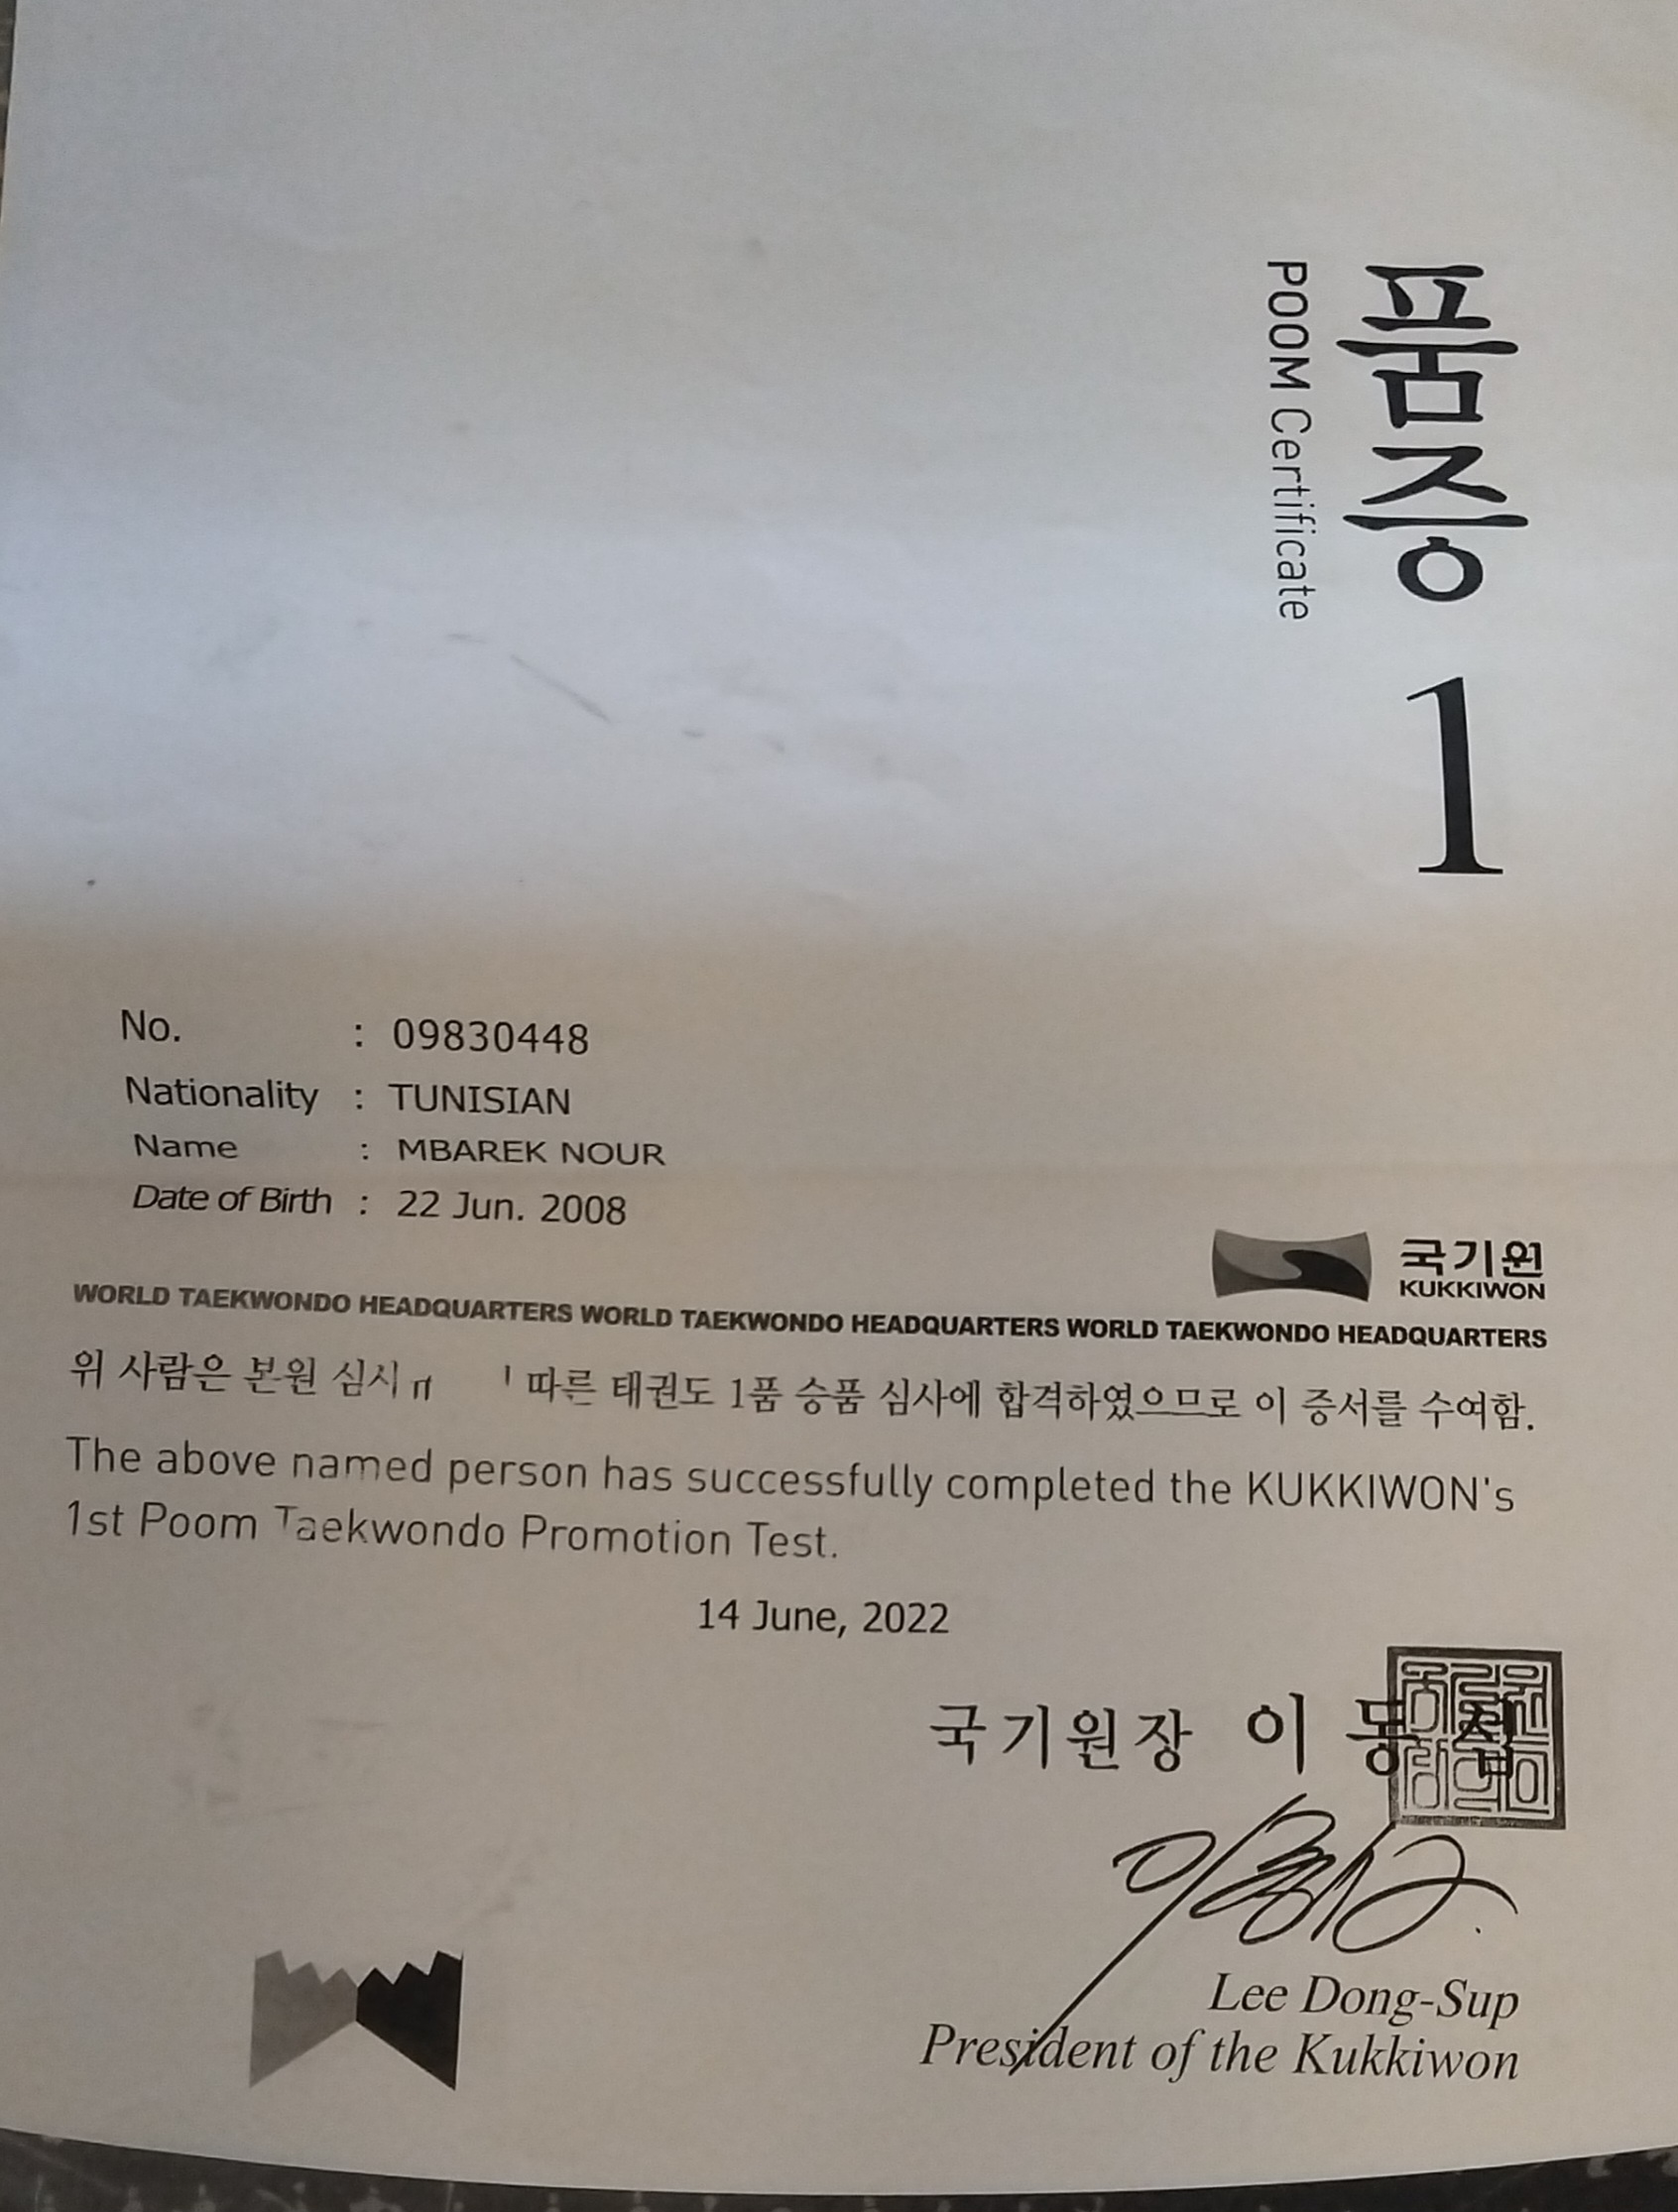 품증
POOM Certificate
1
No. : 09830448
Nationality : TUNISIAN
Name : MBAREK NOUR
Date of Birth : 22 Jun. 2008
국기원
KUKKIWON
WORLD TAEKWONDO HEADQUARTERS WORLD TAEKWONDO HEADQUARTERS WORLD TAEKWONDO HEADQUARTERS
위 사람은 본원 심사 따른 태권도 1품 승품 심사에 합격하였으므로 이 증서를 수여함.
The above named person has successfully completed the KUKKIWON's
1st Poom Taekwondo Promotion Test.
14 June, 2022
국기원장 이 동 섭
Lee Dong-Sup
President of the Kukkiwon